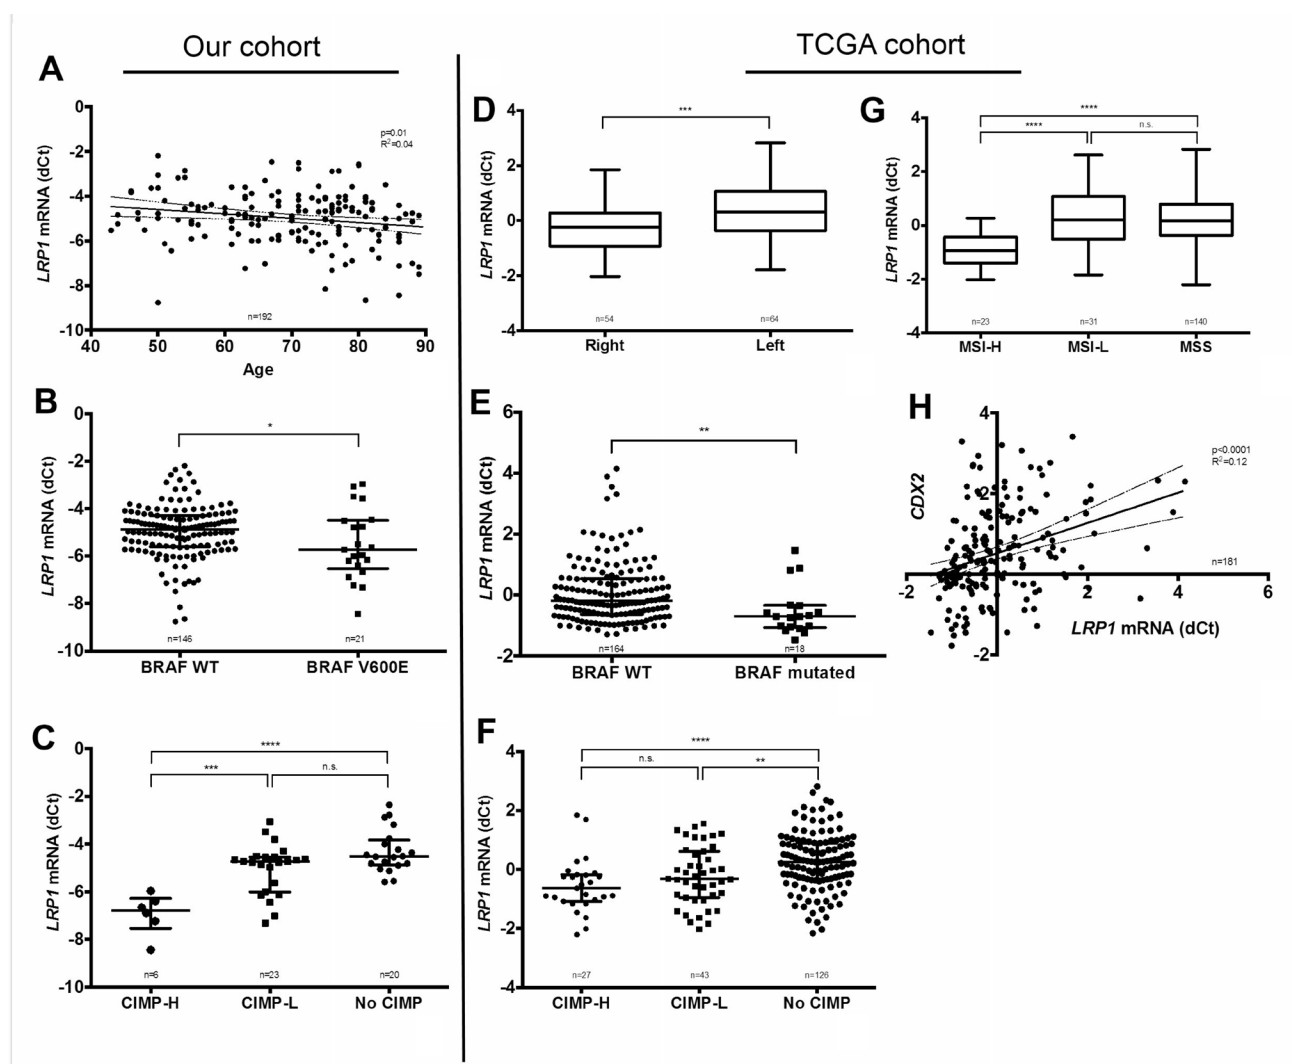 Our cohort
TCGA cohort
A
0
-2
-4
-6
-8
-10
LRP1 mRNA (dCt)
p=0.01
R²=0.04
n=192
40 50 60 70 80 90
Age
B
0
-2
-4
-6
-8
-10
LRP1 mRNA (dCt)
*
n=146 n=21
BRAF WT BRAF V600E
C
0
-2
-4
-6
-8
-10
LRP1 mRNA (dCt)
****
*** n.s.
n=6 n=23 n=20
CIMP-H CIMP-L No CIMP
D
4
2
0
-2
-4
LRP1 mRNA (dCt)
***
n=54 n=64
Right Left
E
6
4
2
0
-2
LRP1 mRNA (dCt)
**
n=164 n=18
BRAF WT BRAF mutated
F
4
2
0
-2
-4
LRP1 mRNA (dCt)
****
n.s. **
n=27 n=43 n=126
CIMP-H CIMP-L No CIMP
G
4
2
0
-2
-4
LRP1 mRNA (dCt)
****
**** n.s.
n=23 n=31 n=140
MSI-H MSI-L MSS
H
4
2
-2
CDX2
p<0.0001
R²=0.12
n=181
-2 2 4 6
LRP1 mRNA (dCt)